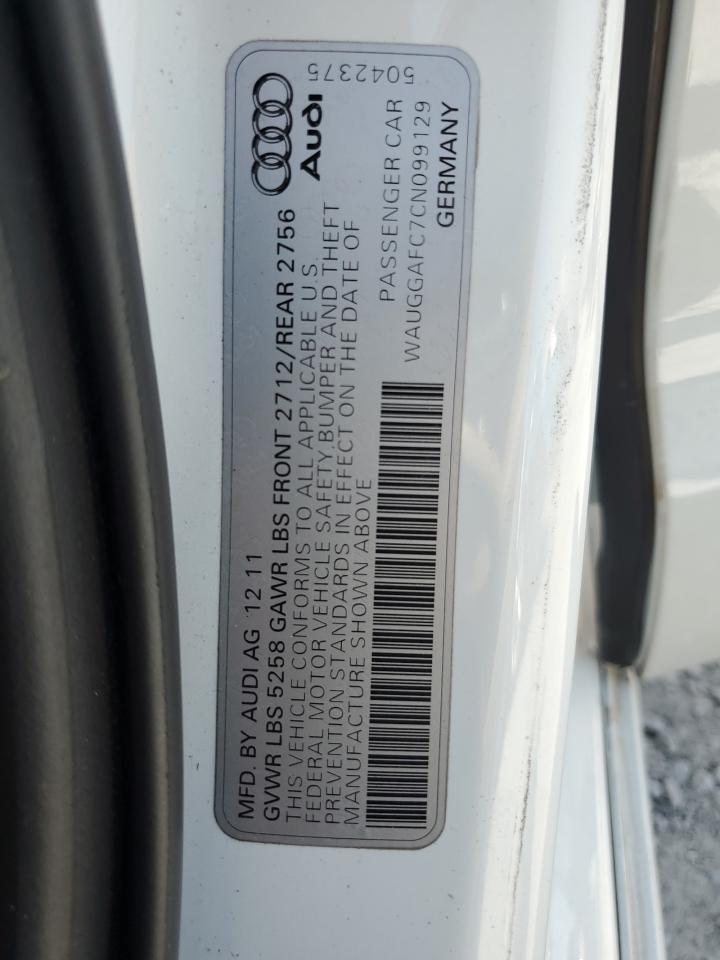 MFD. BY AUDI AG 12 11
GVWR LBS 5258 GAWR LBS FRONT 2712/REAR 2756
THIS VEHICLE CONFORMS TO ALL APPLICABLE U.S.
FEDERAL MOTOR VEHICLE SAFETY,BUMPER AND THEFT
PREVENTION STANDARDS IN EFFECT ON THE DATE OF
MANUFACTURE SHOWN ABOVE
Audi
5042375
PASSENGER CAR
WAUGGAFC7CN099129
GERMANY